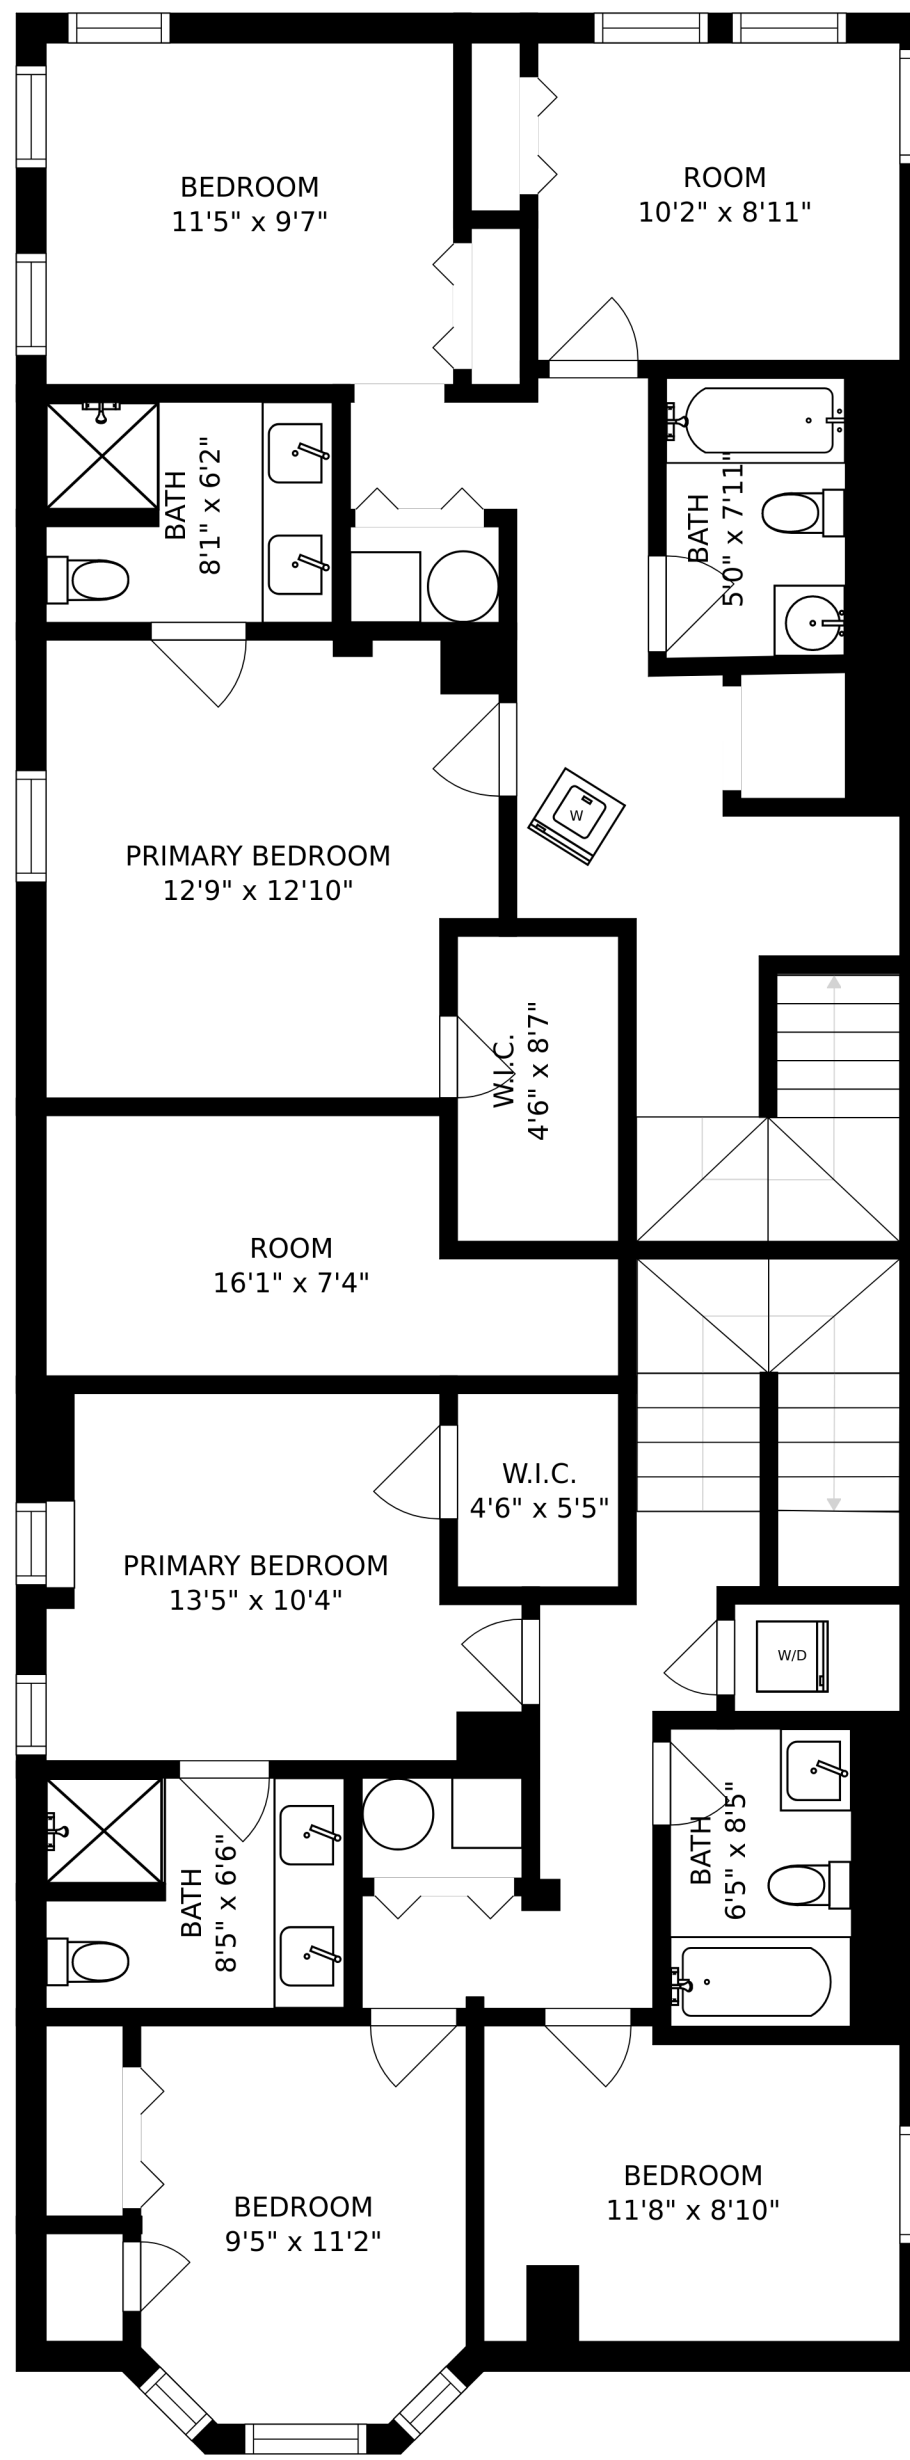 BEDROOM
11'5" x 9'7"
ROOM
10'2" x 8'11"
BATH
8'1" x 6'2"
BATH
5'0" x 7'11"
W
PRIMARY BEDROOM
12'9" x 12'10"
W.I.C.
4'6" x 8'7"
ROOM
16'1" x 7'4"
W.I.C.
4'6" x 5'5"
PRIMARY BEDROOM
13'5" x 10'4"
W/D
BATH
8'5" x 6'6"
BATH
6'5" x 8'5"
BEDROOM
9'5" x 11'2"
BEDROOM
11'8" x 8'10"